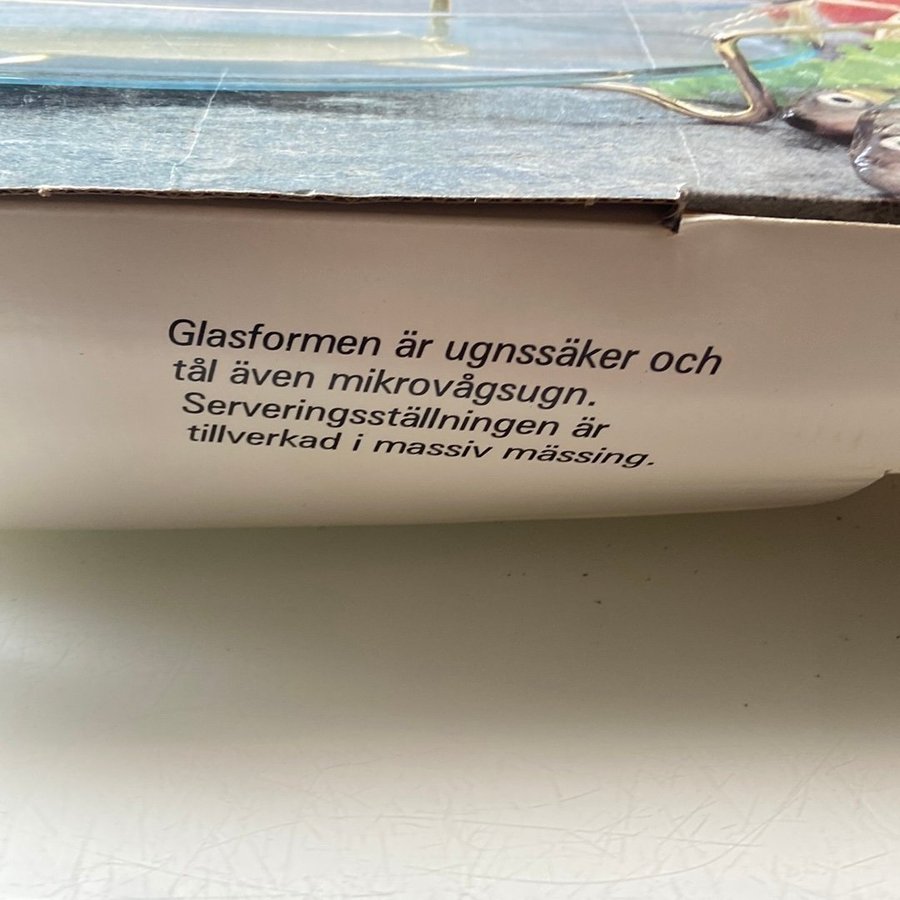 Glasformen är ugnssäker och
tål även mikrovågsugn.
Serveringsställningen är
tillverkad i massiv mässing.